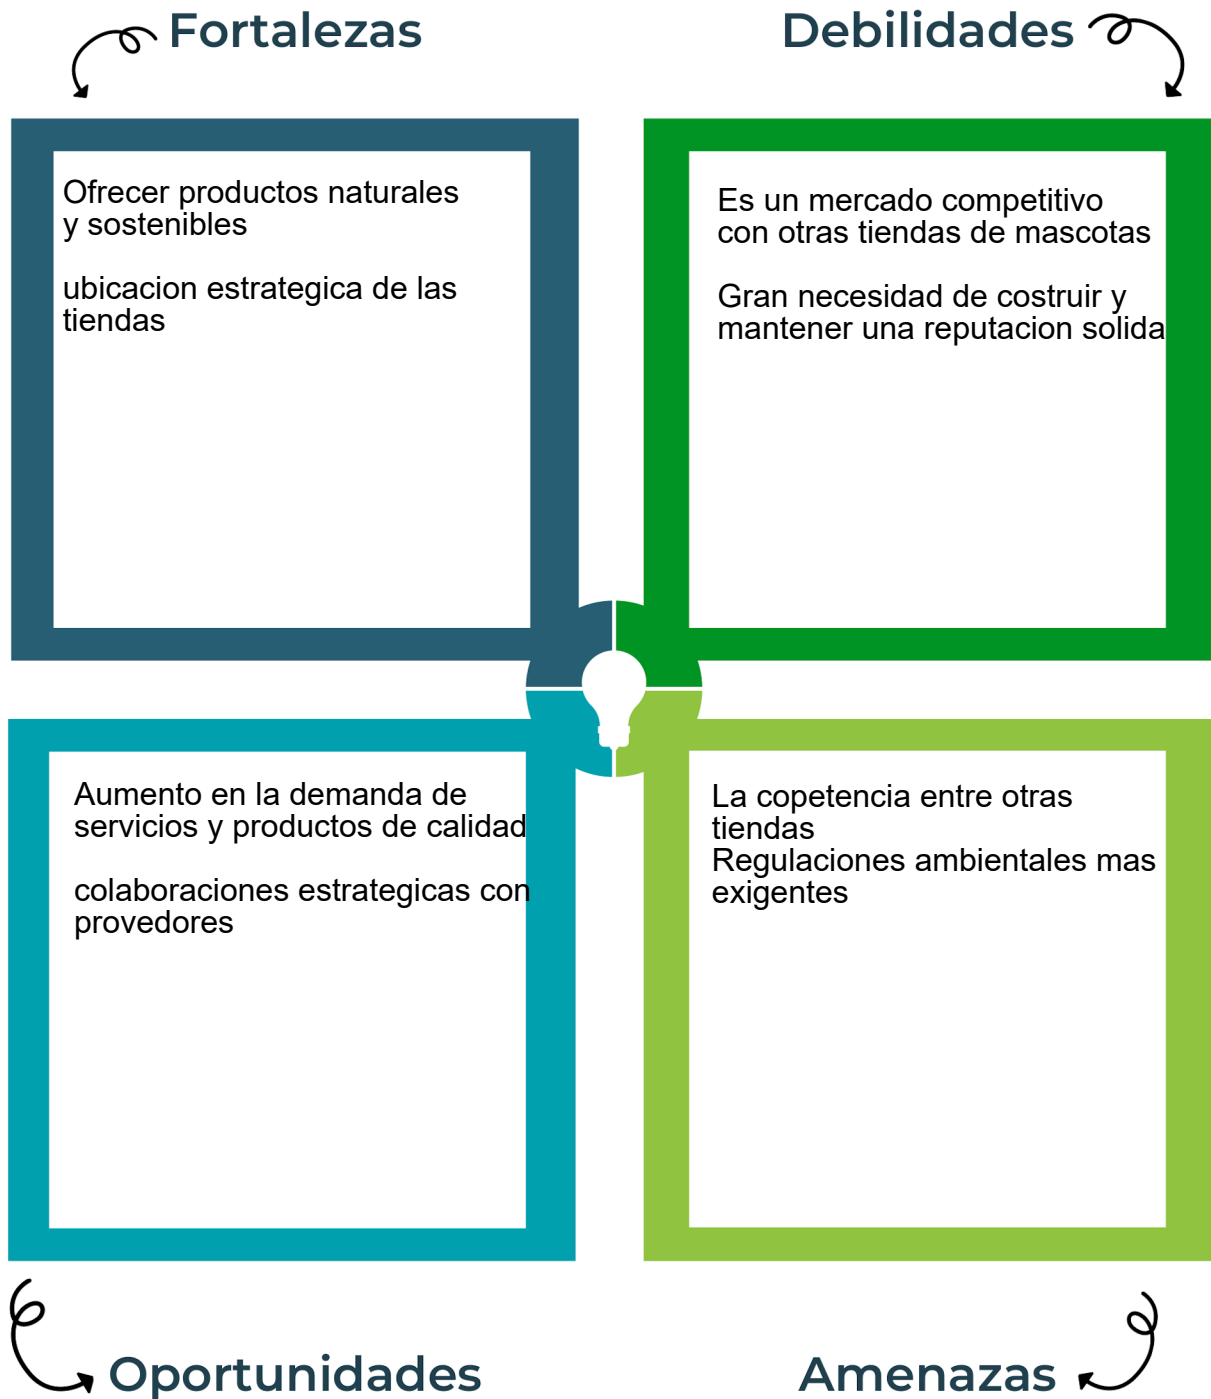 Fortalezas
Ofrecer productos naturales
y sostenibles
ubicacion estrategica de las
tiendas
Debilidades
Es un mercado competitivo
con otras tiendas de mascotas
Gran necesidad de costruir y
mantener una reputacion solida
Aumento en la demanda de
servicios y productos de calidad
colaboraciones estrategicas con
provedores
Oportunidades
La copetencia entre otras
tiendas
Regulaciones ambientales mas
exigentes
Amenazas